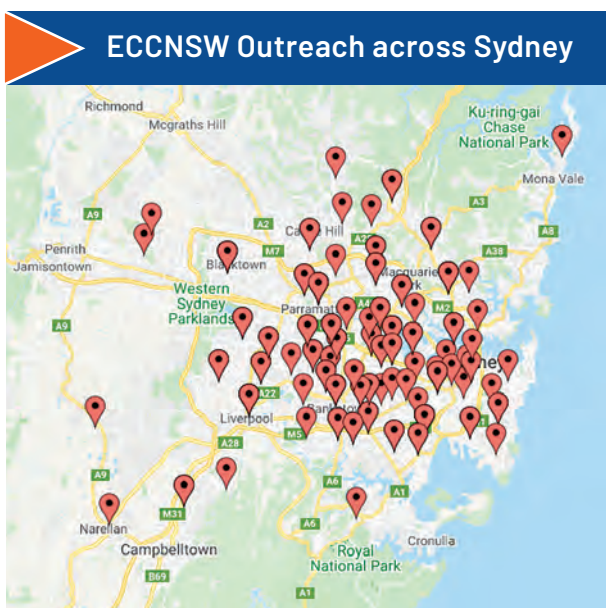 ECCNSW Outreach across Sydney
Richmond
McGraths Hill
Ku-ring-gai
Chase
National Park
Mona Vale
A9
A3
A2
A8
Penrith
Jamisontown
M7
A38
Blacktown
Western
Sydney
Parklands
M2
Parramatta
A9
A22
Liverpool
M5
A28
A9
A6
A1
M31
Narellan
Campbelltown
A6
Cronulla
Royal
National Park
B69
A1